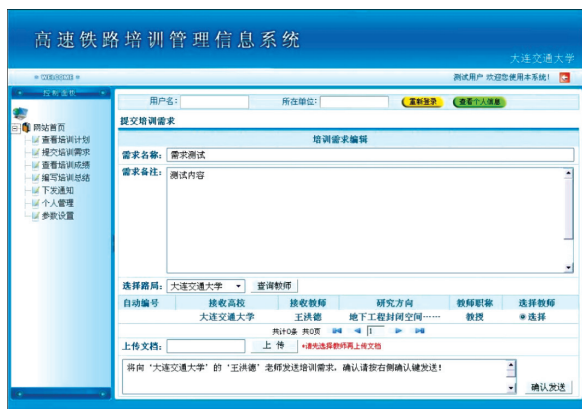 高速铁路培训管理信息系统
大连交通大学
» WELCOME «
测试用户 欢迎您使用本系统!
控制面板
用户名: 所在单位: 重新登录 查看个人信息
网站首页
查看培训计划
提交培训需求
查看培训成绩
编写培训总结
下发通知
个人管理
参数设置
提交培训需求
培训需求编辑
需求名称: 需求测试
需求备注: 测试内容
选择路局: 大连交通大学 查询教师
自动编号 接收高校 接收教师 研究方向 教师职称 选择教师
大连交通大学 王洪德 地下工程封闭空间…… 教授 选择
共计0条 共0页 1
上传文档: 上 传 *请先选择教师再上传文档
将向‘大连交通大学’的‘王洪德’老师发送培训需求，确认请按右侧确认键发送!
确认发送